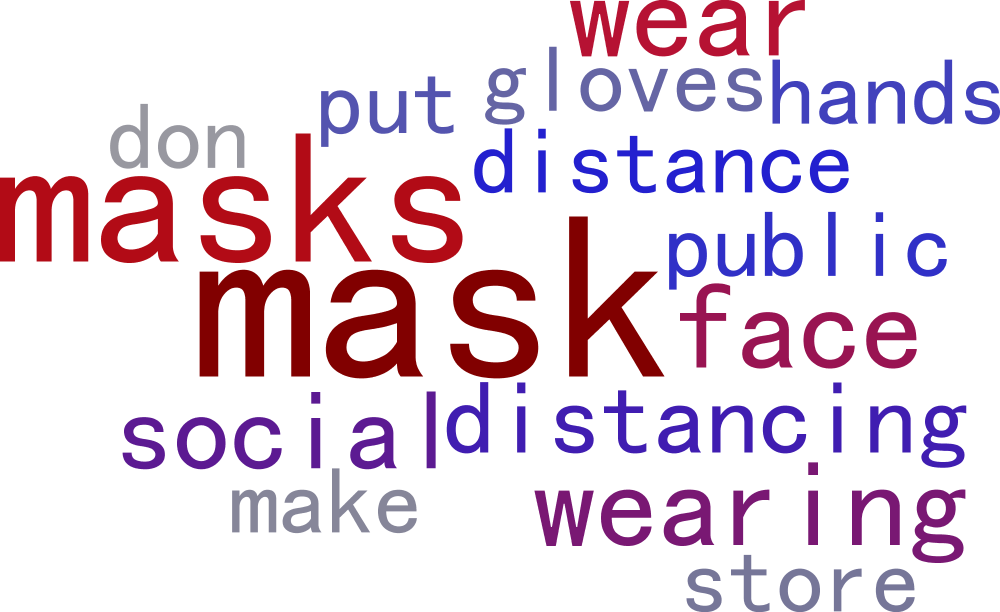 wear
gloves hands
put
don
distance
masks
public
mask
face
social distancing
make
wearing
store